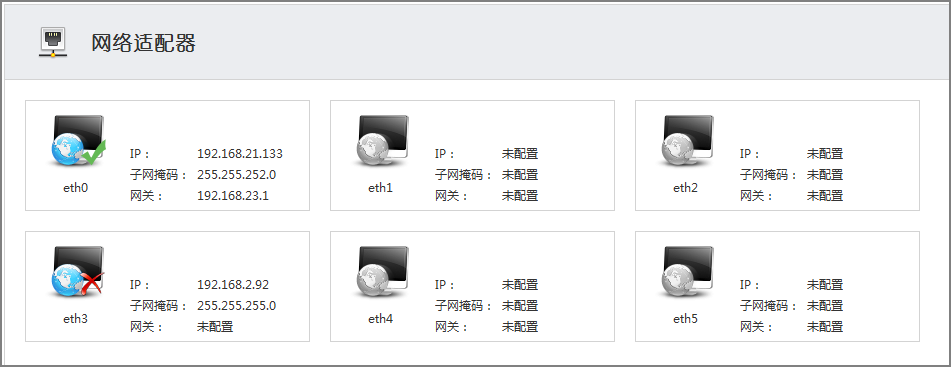 网络适配器
eth0
IP： 192.168.21.133
子网掩码： 255.255.252.0
网关： 192.168.23.1
eth1
IP： 未配置
子网掩码： 未配置
网关： 未配置
eth2
IP： 未配置
子网掩码： 未配置
网关： 未配置
eth3
IP： 192.168.2.92
子网掩码： 255.255.255.0
网关： 未配置
eth4
IP： 未配置
子网掩码： 未配置
网关： 未配置
eth5
IP： 未配置
子网掩码： 未配置
网关： 未配置